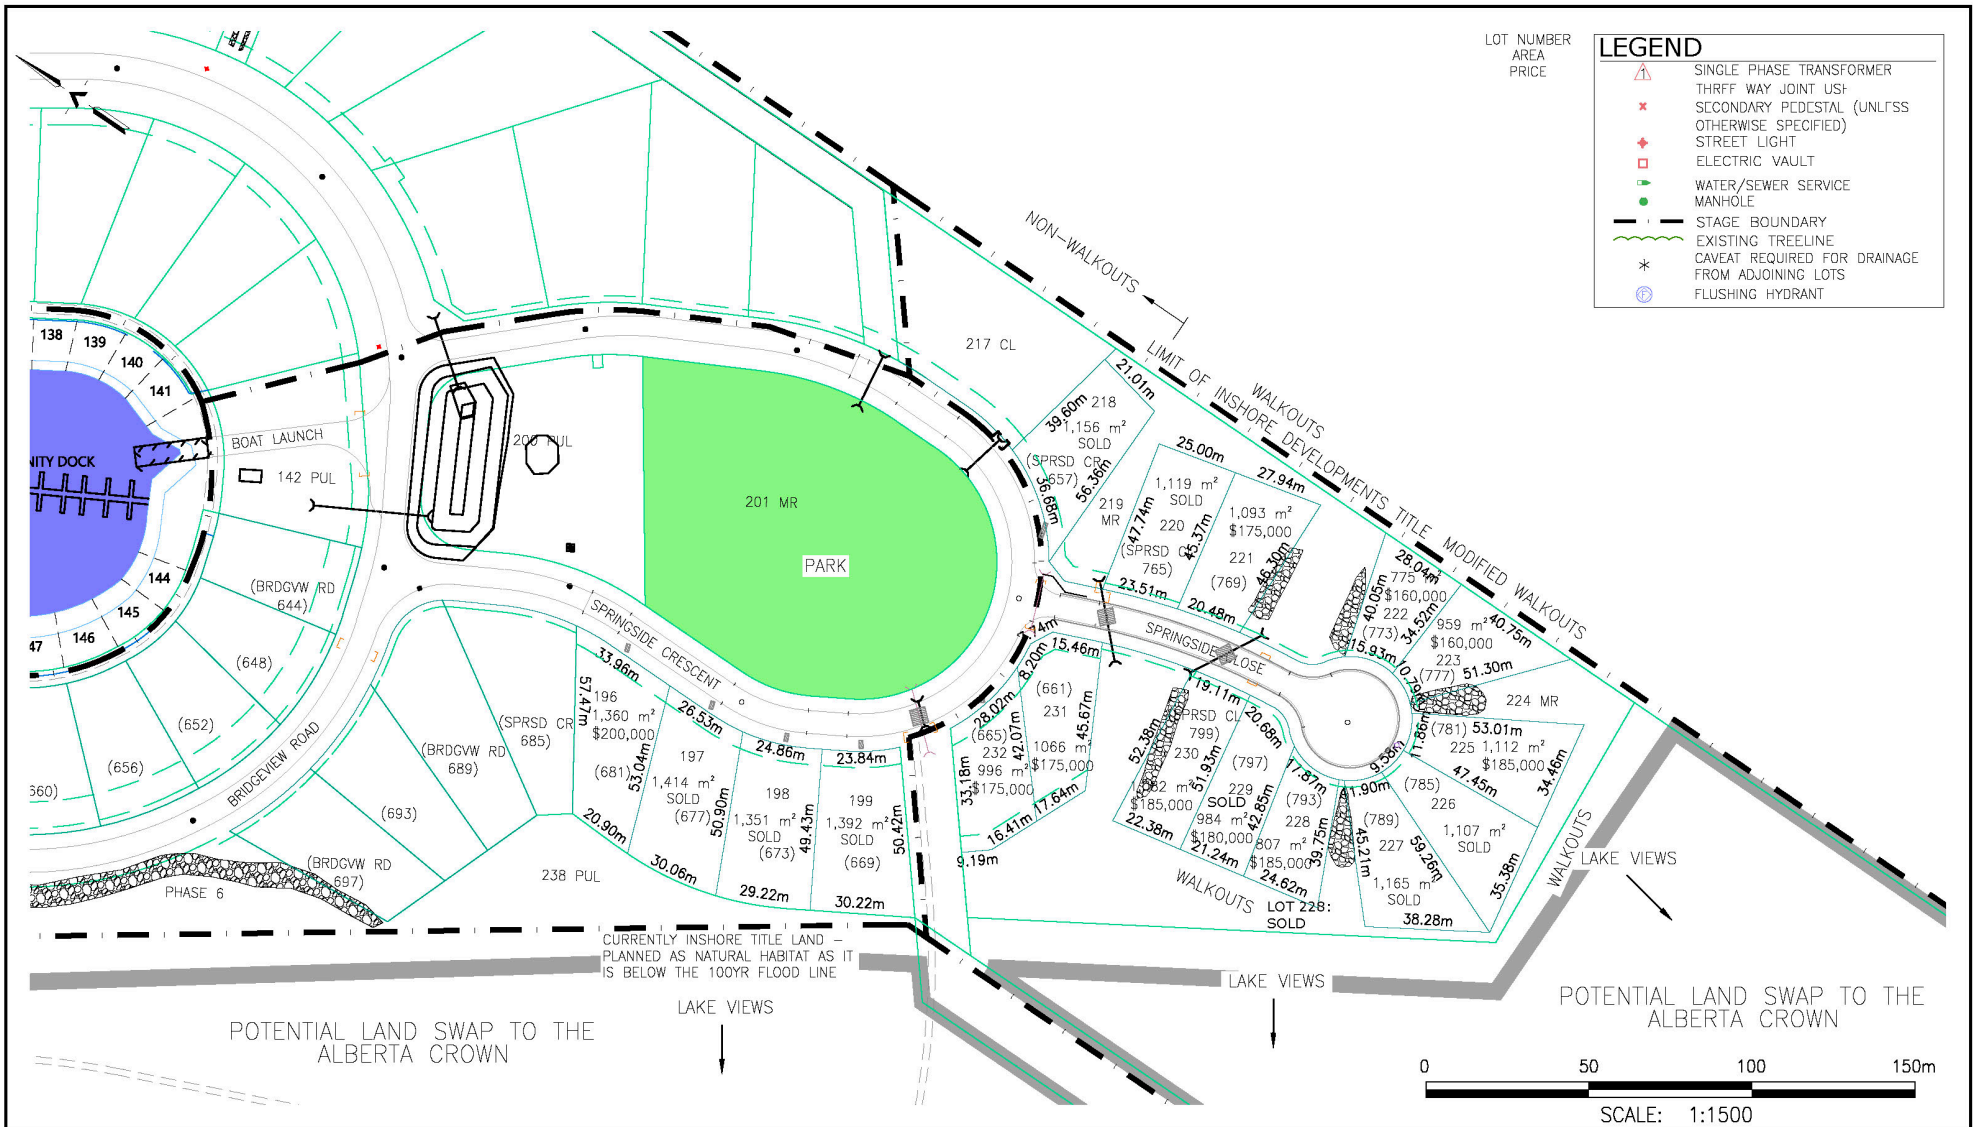 LOT NUMBER
AREA
PRICE
LEGEND
1
SINGLE PHASE TRANSFORMER
THRFF WAY JOINT USF
SECONDARY PEDESTAL (UNLESS
OTHERWISE SPECIFIED)
STREET LIGHT
ELECTRIC VAULT
WATER/SEWER SERVICE
MANHOLE
STAGE BOUNDARY
EXISTING TREELINE
CAVEAT REQUIRED FOR DRAINAGE
FROM ADJOINING LOTS
FLUSHING HYDRANT
NON-WALKOUTS
WALKOUTS
LIMIT OF INSHORE DEVELOPMENTS TITLE
MODIFIED WALKOUTS
138
139
140
141
144
145
146
47
NITY DOCK
BOAT LAUNCH
142 PUL
200 PUL
201 MR
PARK
217 CL
21.01m
39.60m
218
1,156 m²
SOLD
(SPRSD CR
657)
56.36m
36.68m
219
MR
25.00m
1,119 m²
SOLD
220
47.74m
45.37m
(SPRSD CL
765)
23.51m
27.94m
1,093 m²
$175,000
221
(769)
46.30m
20.48m
28.04m
775 m²
$160,000
222
(773)
40.05m
34.52m
15.93m
959 m²
$160,000
223
(777)
40.75m
10.79m
51.30m
224 MR
(781)
53.01m
225
1,112 m²
$185,000
11.86m
47.45m
34.46m
9.58m
(785)
226
1,107 m²
SOLD
35.38m
59.26m
11.90m
(789)
227
1,165 m²
SOLD
45.21m
38.28m
17.87m
(793)
228
807 m²
$185,000
39.75m
24.62m
LOT 228:
SOLD
20.68m
(797)
229
SOLD
984 m²
$180,000
42.85m
21.24m
19.11m
SPRSD CL
799)
230
$185,000
52.38m
51.93m
22.38m
WALKOUTS
WALKOUTS
SPRINGSIDE CLOSE
15.46m
8.20m
(661)
231
1066 m²
$175,000
45.67m
17.64m
28.02m
(665)
232
996 m²
$175,000
42.07m
33.18m
16.41m
9.19m
SPRINGSIDE CRESCENT
33.96m
57.47m
196
1,360 m²
$200,000
(681)
53.04m
20.90m
26.53m
197
1,414 m²
SOLD
(677)
50.90m
30.06m
24.86m
198
1,351 m²
SOLD
(673)
49.43m
29.22m
23.84m
199
1,392 m²
SOLD
(669)
50.42m
30.22m
238 PUL
(SPRSD CR
685)
(BRDGVW RD
689)
(693)
(BRDGVW RD
697)
(BRDGVW RD
644)
(648)
(652)
(656)
660)
BRIDGEVIEW ROAD
PHASE 6
CURRENTLY INSHORE TITLE LAND –
PLANNED AS NATURAL HABITAT AS IT
IS BELOW THE 100YR FLOOD LINE
LAKE VIEWS
LAKE VIEWS
LAKE VIEWS
POTENTIAL LAND SWAP TO THE
ALBERTA CROWN
POTENTIAL LAND SWAP TO THE
ALBERTA CROWN
0 50 100 150m
SCALE: 1:1500